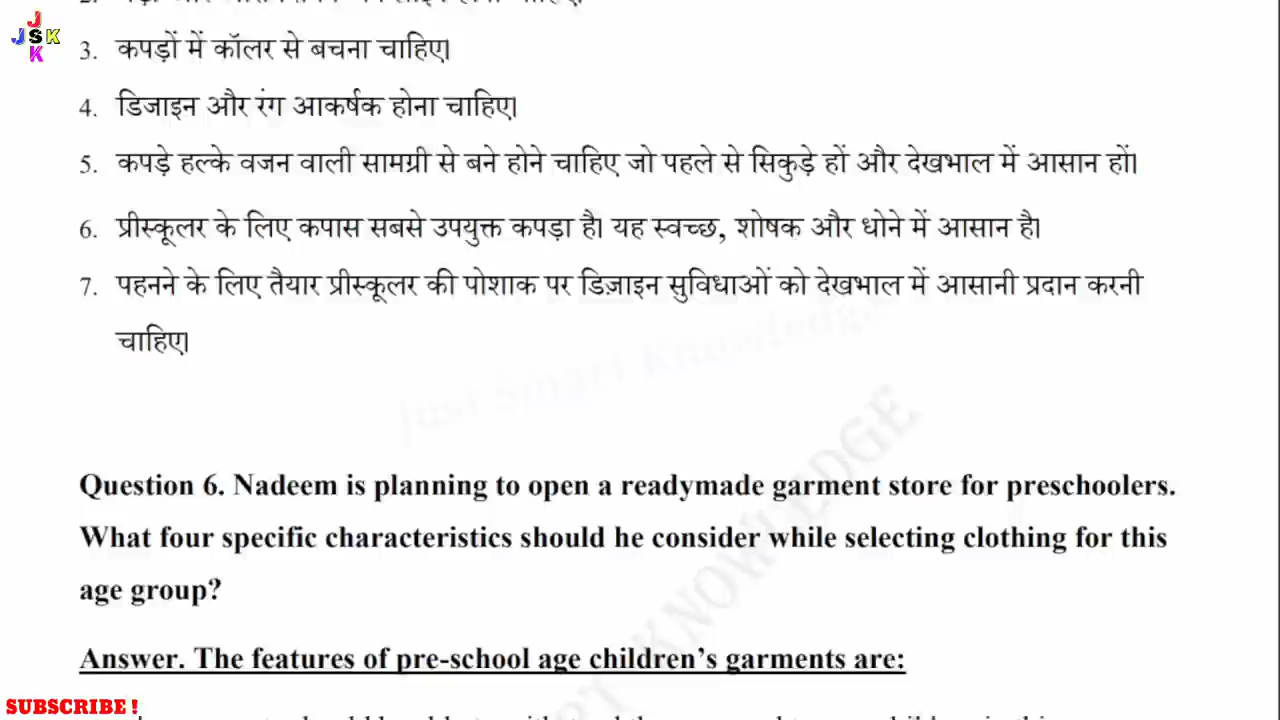 J
JSK
K
3. कपड़ों में कॉलर से बचना चाहिए।
4. डिजाइन और रंग आकर्षक होना चाहिए।
5. कपड़े हल्के वजन वाली सामग्री से बने होने चाहिए जो पहले से सिकुड़े हों और देखभाल में आसान हों।
6. प्रीस्कूलर के लिए कपास सबसे उपयुक्त कपड़ा है। यह स्वच्छ, शोषक और धोने में आसान है।
7. पहनने के लिए तैयार प्रीस्कूलर की पोशाक पर डिज़ाइन सुविधाओं को देखभाल में आसानी प्रदान करनी
चाहिए।
Just Smart Knowledge
KNOWLEDGE
Question 6. Nadeem is planning to open a readymade garment store for preschoolers.
What four specific characteristics should he consider while selecting clothing for this
age group?
Answer. The features of pre-school age children's garments are:
SUBSCRIBE !